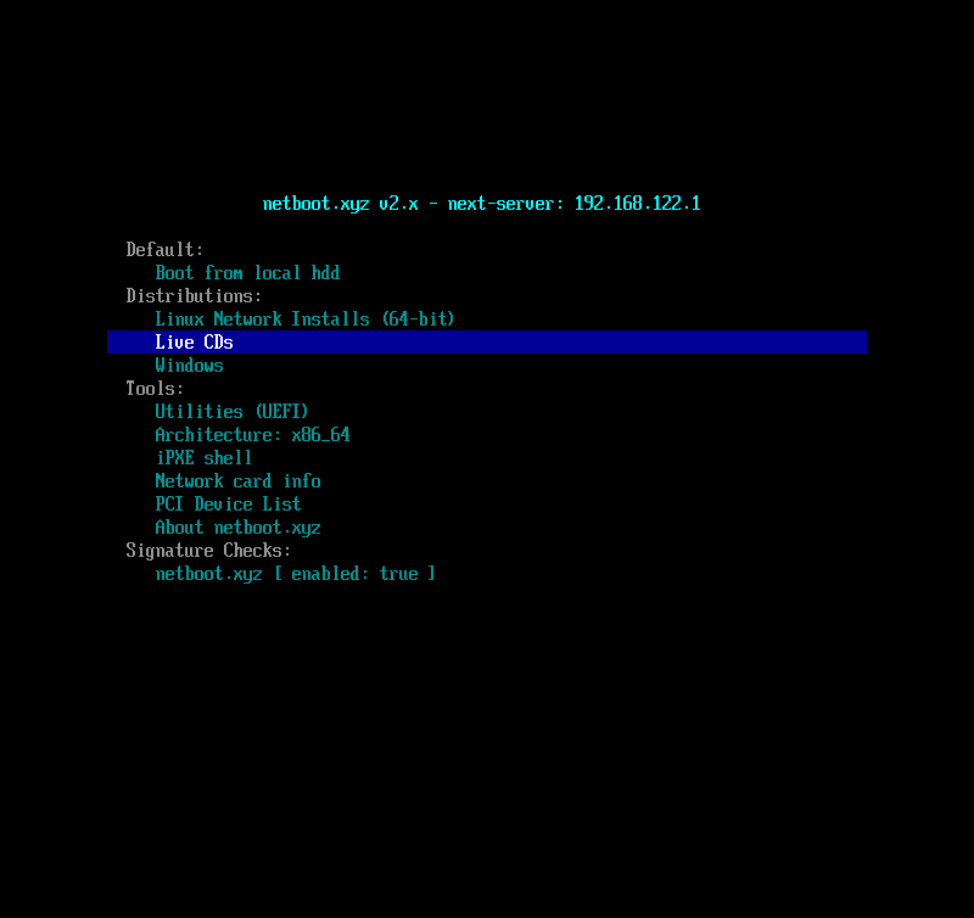 netboot.xyz v2.x - next-server: 192.168.122.1
Default:
Boot from local hdd
Distributions:
Linux Network Installs (64-bit)
Live CDs
Windows
Tools:
Utilities (UEFI)
Architecture: x86_64
iPXE shell
Network card info
PCI Device List
About netboot.xyz
Signature Checks:
netboot.xyz [ enabled: true ]